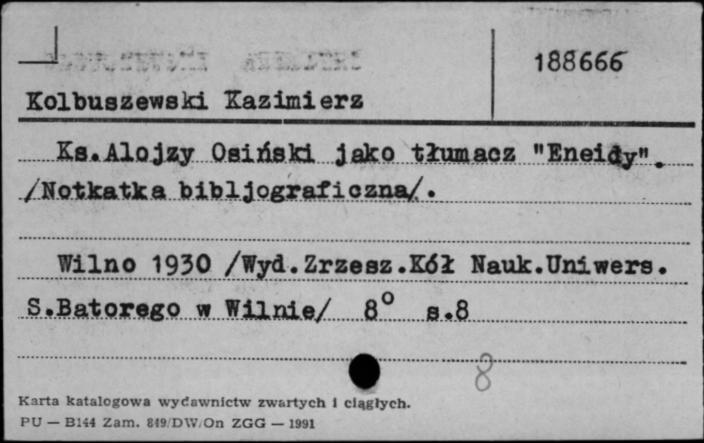 188666
Kolbuszewski Kazimierz
Ks.Alojzy Osiński jako tłumacz "Eneidy".
/Notkatka bibljograficzna/.
Wilno 1930 /Wyd.Zrzesz.Kół Nauk.Uniwers.
S.Batorego w Wilnie/ 8° s.8
8
Karta katalogowa wydawnictw zwartych i ciągłych.
PU — B144 Zam. 849/DW/On ZGG — 1991